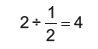 2 ÷ 1/2 = 4